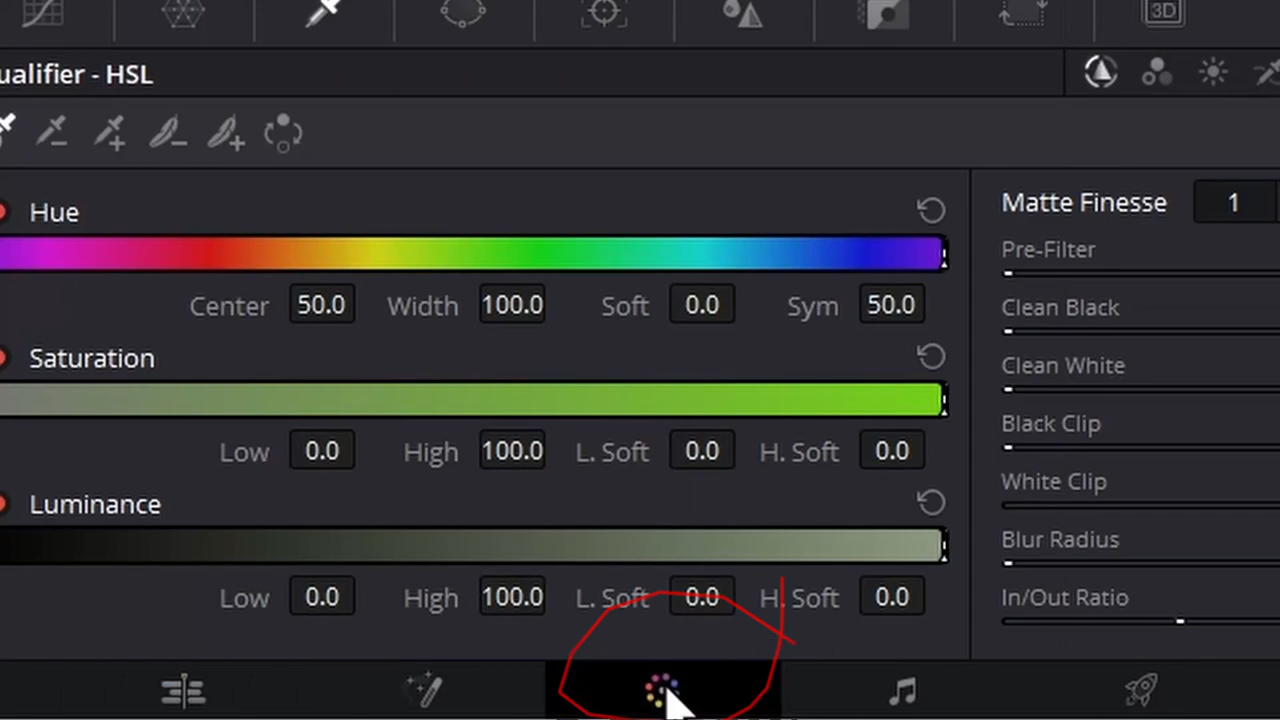 3D
ualifier - HSL
Hue
Matte Finesse 1
Pre-Filter
Center 50.0 Width 100.0 Soft 0.0 Sym 50.0
Clean Black
Saturation
Clean White
Black Clip
Low 0.0 High 100.0 L. Soft 0.0 H. Soft 0.0
White Clip
Luminance
Blur Radius
Low 0.0 High 100.0 L. Soft 0.0 H. Soft 0.0
In/Out Ratio